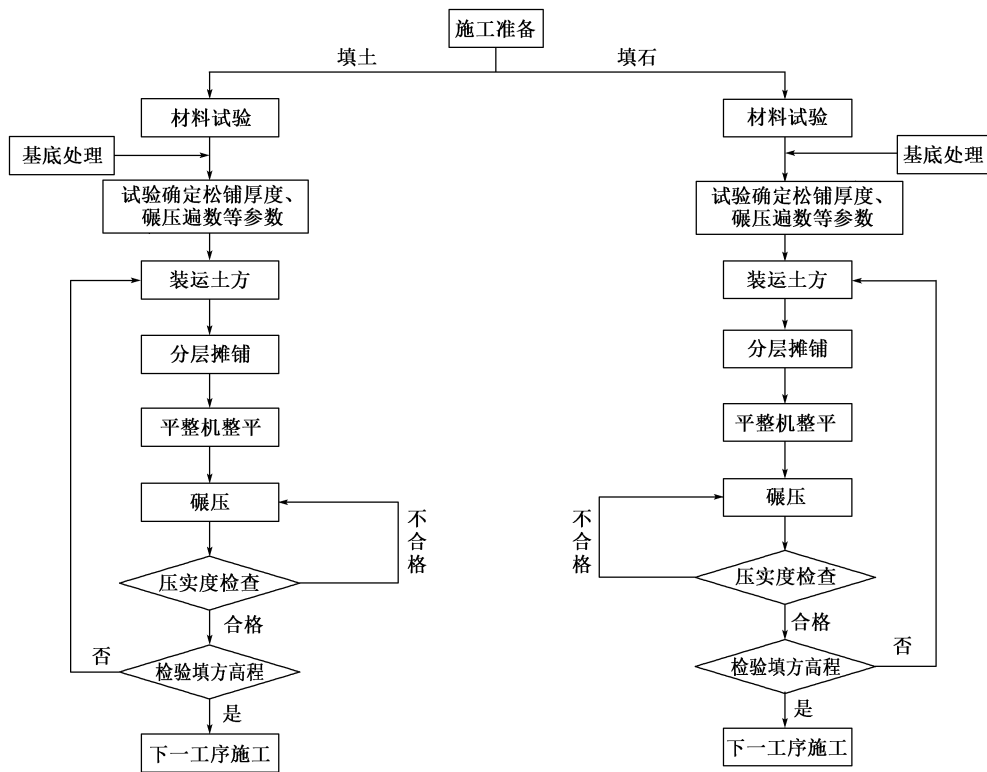 施工准备
填土
填石
材料试验
基底处理
试验确定松铺厚度、
碾压遍数等参数
装运土方
分层摊铺
平整机整平
碾压
不合格
压实度检查
合格
否
检验填方高程
是
下一工序施工
材料试验
基底处理
试验确定松铺厚度、
碾压遍数等参数
装运土方
分层摊铺
平整机整平
碾压
不合格
压实度检查
合格
否
检验填方高程
是
下一工序施工